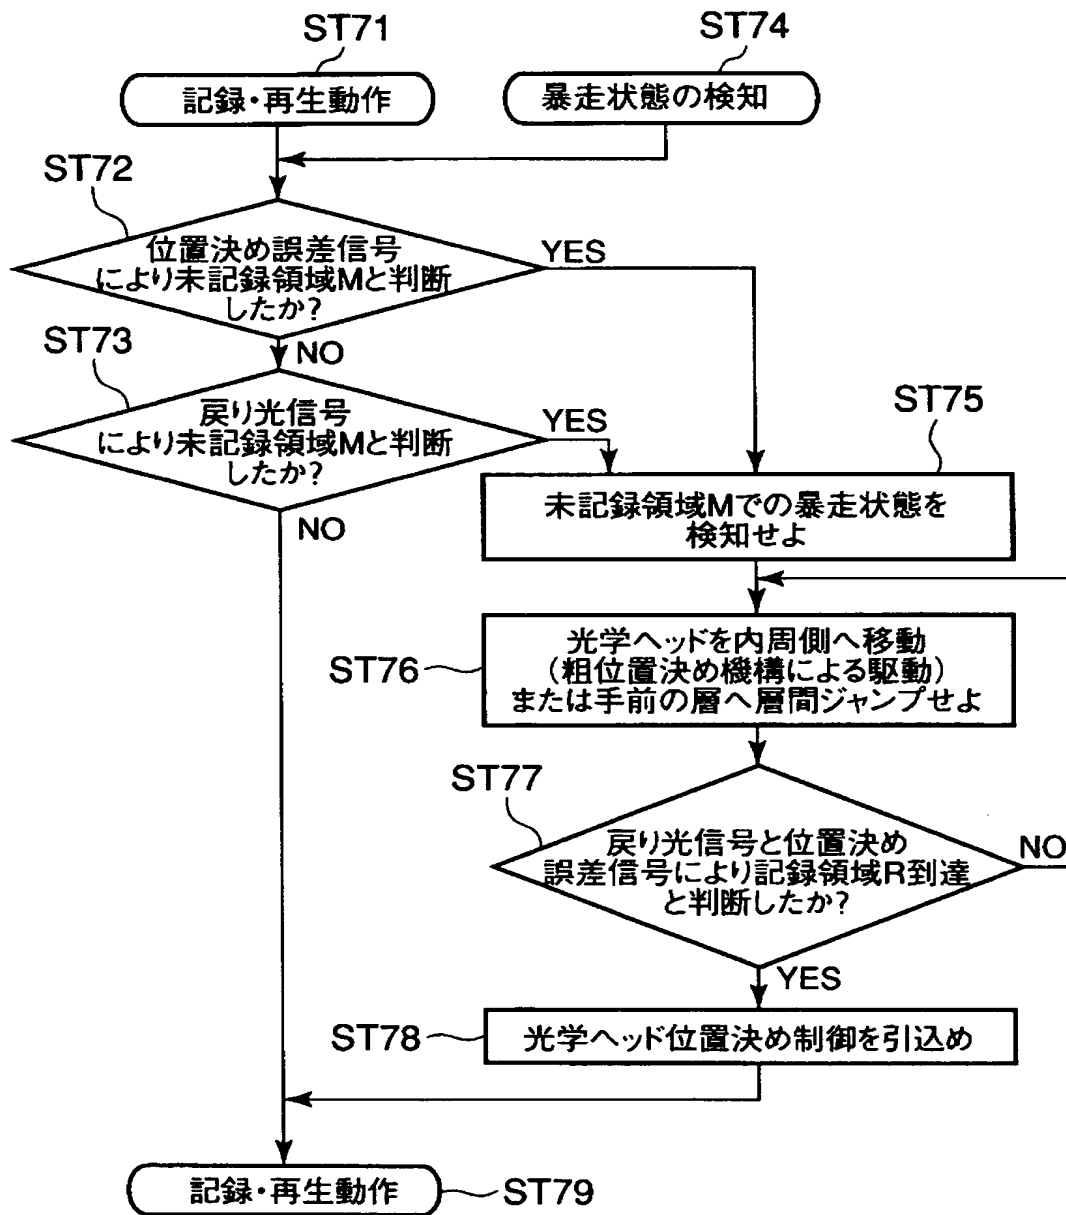 ST71
ST74
記録・再生動作
暴走状態の検知
ST72
位置決め誤差信号
により未記録領域Mと判断
したか?
YES
NO
ST73
戻り光信号
により未記録領域Mと判断
したか?
YES
NO
ST75
未記録領域Mでの暴走状態を
検知せよ
ST76
光学ヘッドを内周側へ移動
(粗位置決め機構による駆動)
または手前の層へ層間ジャンプせよ
ST77
戻り光信号と位置決め
誤差信号により記録領域R到達
と判断したか?
NO
YES
ST78
光学ヘッド位置決め制御を引込め
記録・再生動作
ST79